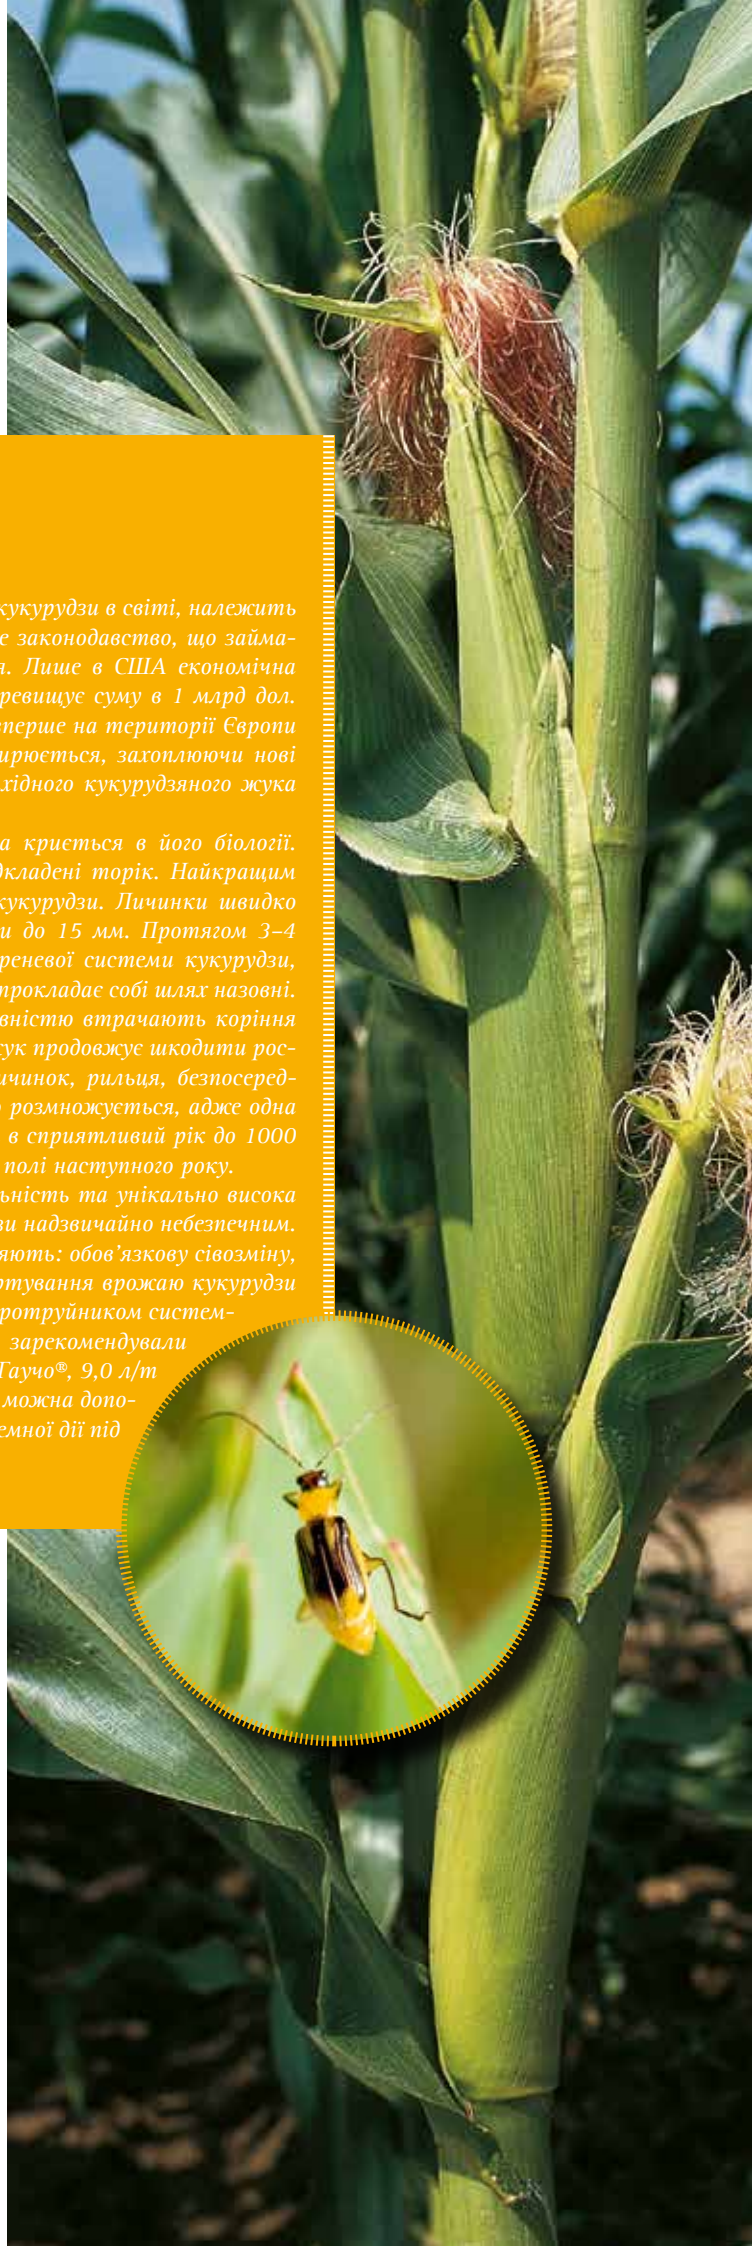 кукурудзи в світі, належить
е законодавство, що займа-
я. Лише в США економічна
ревищує суму в 1 млрд дол.
перше на території Європи
ирюється, захоплюючи нові
хідного кукурудзяного жука
а криється в його біології.
дкладені торік. Найкращим
кукурудзи. Личинки швидко
и до 15 мм. Протягом 3–4
реневої системи кукурудзи,
прокладає собі шлях назовні.
вністю втрачають коріння
ук продовжує шкодити рос-
ичинок, рильця, безпосеред-
о розмножується, адже одна
в сприятливий рік до 1000
полі наступного року.
ьність та унікально висока
зи надзвичайно небезпечним.
яють: обов’язкову сівозміну,
ртування врожаю кукурудзи
ротруйником систем-
зарекомендували
Гаучо®, 9,0 л/т
можна допо-
емної дії під